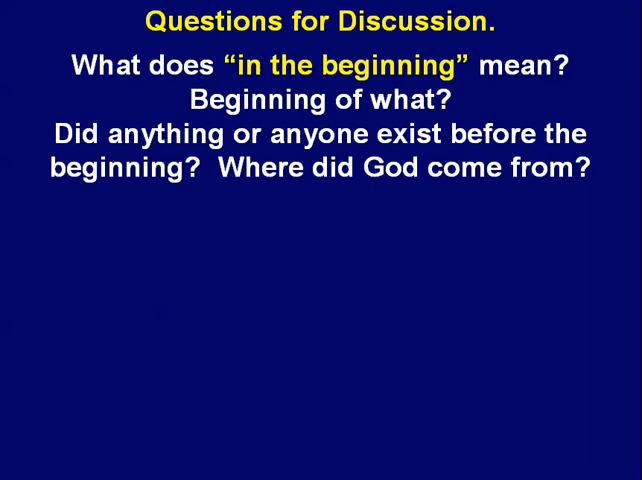 Questions for Discussion.
What does “in the beginning” mean?
Beginning of what?
Did anything or anyone exist before the
beginning?  Where did God come from?